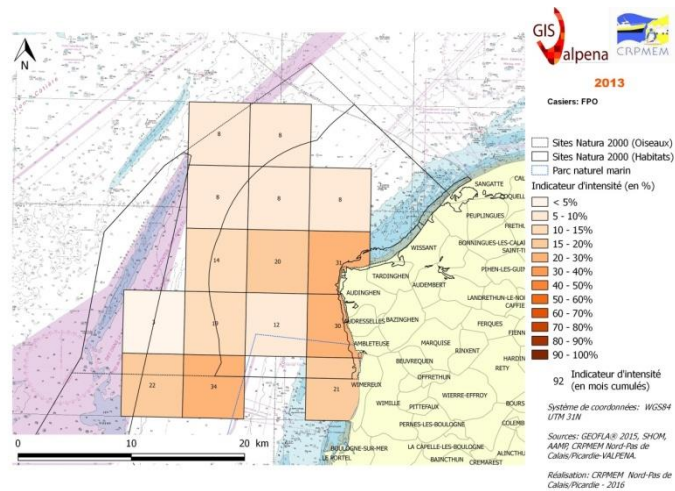 GIS
Valpena
CRPMEM
2013
Casiers: FPO
Sites Natura 2000 (Oiseaux)
Sites Natura 2000 (Habitats)
Parc naturel marin
Indicateur d'intensité (en %)
< 5%
5 - 10%
10 - 15%
15 - 20%
20 - 30%
30 - 40%
40 - 50%
50 - 60%
60 - 70%
70 - 80%
80 - 90%
90 - 100%
92 Indicateur d'intensité
(en mois cumulés)
Système de coordonnées: WGS84
UTM 31N
Sources: GEOFLA® 2015, SHOM,
AAMP, CRPMEM Nord-Pas de
Calais/Picardie-VALPENA.
Réalisation: CRPMEM Nord-Pas de
Calais/Picardie - 2016
N
8 8
8 8
14 20 31
12 30
22 34 21
SANGATTE
PEUPLINGUES
WISSANT
TARDINGHEN
AUDINGHEN
AUDEMBERT
BAZINGHEN
AMBLETEUSE
MARQUISE
FERQUES
RINXENT
RETY
BEUVREQUEN
OFFRETHUN
WIMEREUX
WIMILLE
WIERRE-EFFROY
PITTEFAUX
PERNES-LES-BOULOGNE
BOULOGNE-SUR-MER
LA CAPELLE-LES-BOULOGNE
LE PORTEL
BAINCTHUN
CREMAREST
0 10 20 km